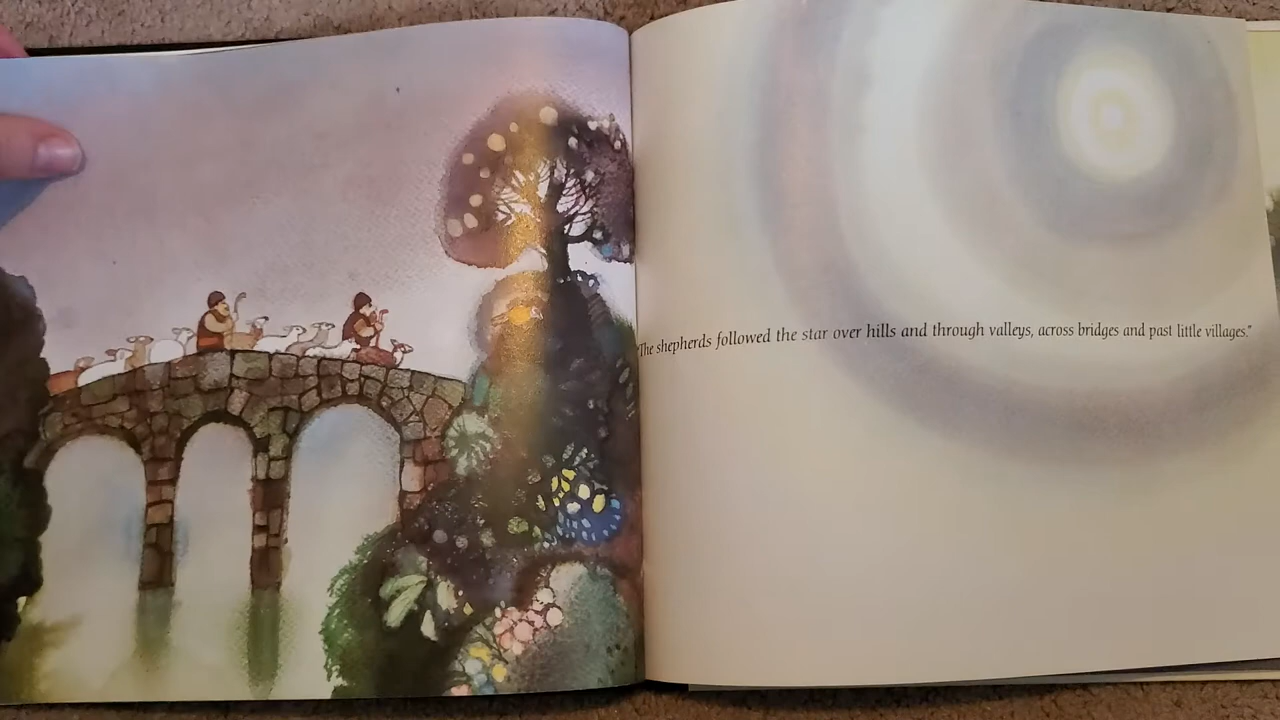 "The shepherds followed the star over hills and through valleys, across bridges and past little villages."